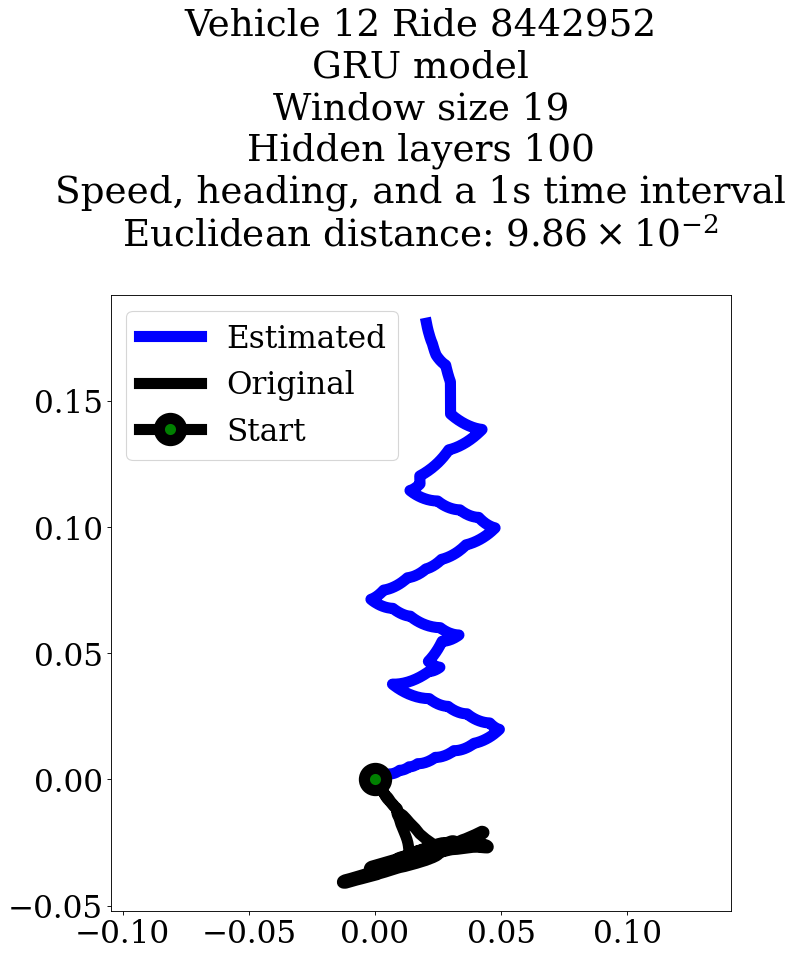 Vehicle 12 Ride 8442952
GRU model
Window size 19
Hidden layers 100
Speed, heading, and a 1s time interval
Euclidean distance: 9.86 × 10⁻²
Estimated
Original
Start
0.15
0.10
0.05
0.00
−0.05
−0.10 −0.05 0.00 0.05 0.10